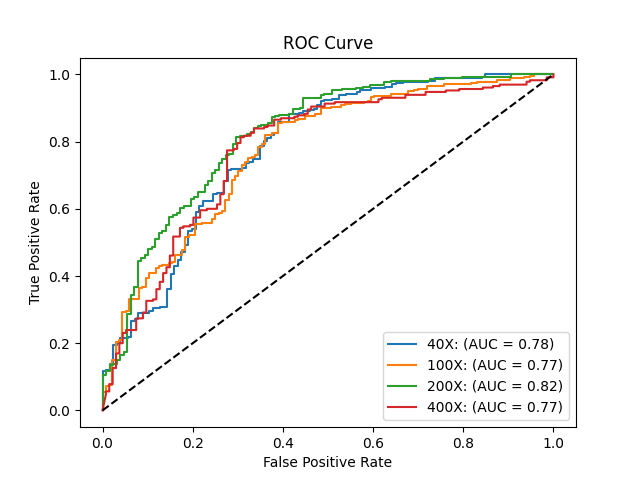 ROC Curve
True Positive Rate
1.0
0.8
0.6
0.4
0.2
0.0
40X: (AUC = 0.78)
100X: (AUC = 0.77)
200X: (AUC = 0.82)
400X: (AUC = 0.77)
0.0 0.2 0.4 0.6 0.8 1.0
False Positive Rate